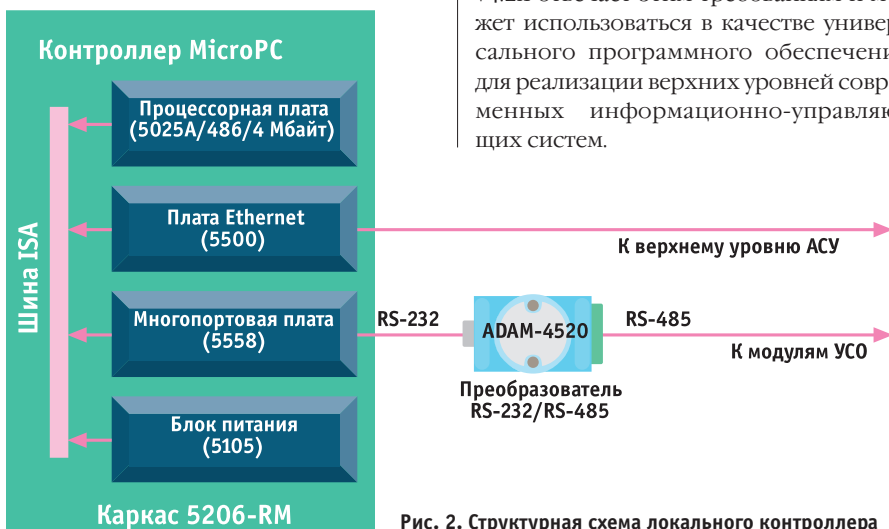 Контроллер MicroPC
Процессорная плата
(5025A/486/4 Мбайт)
Плата Ethernet
(5500)
Многопортовая плата
(5558)
Блок питания
(5105)
Шина ISA
Каркас 5206-RM
К верхнему уровню АСУ
RS-232
ADAM-4520
RS-485
К модулям УСО
Преобразователь
RS-232/RS-485
жет использоваться в качестве универ
сального программного обеспечени
для реализации верхних уровней совр
менных информационно-управляю
щих систем.
Рис. 2. Структурная схема локального контроллера